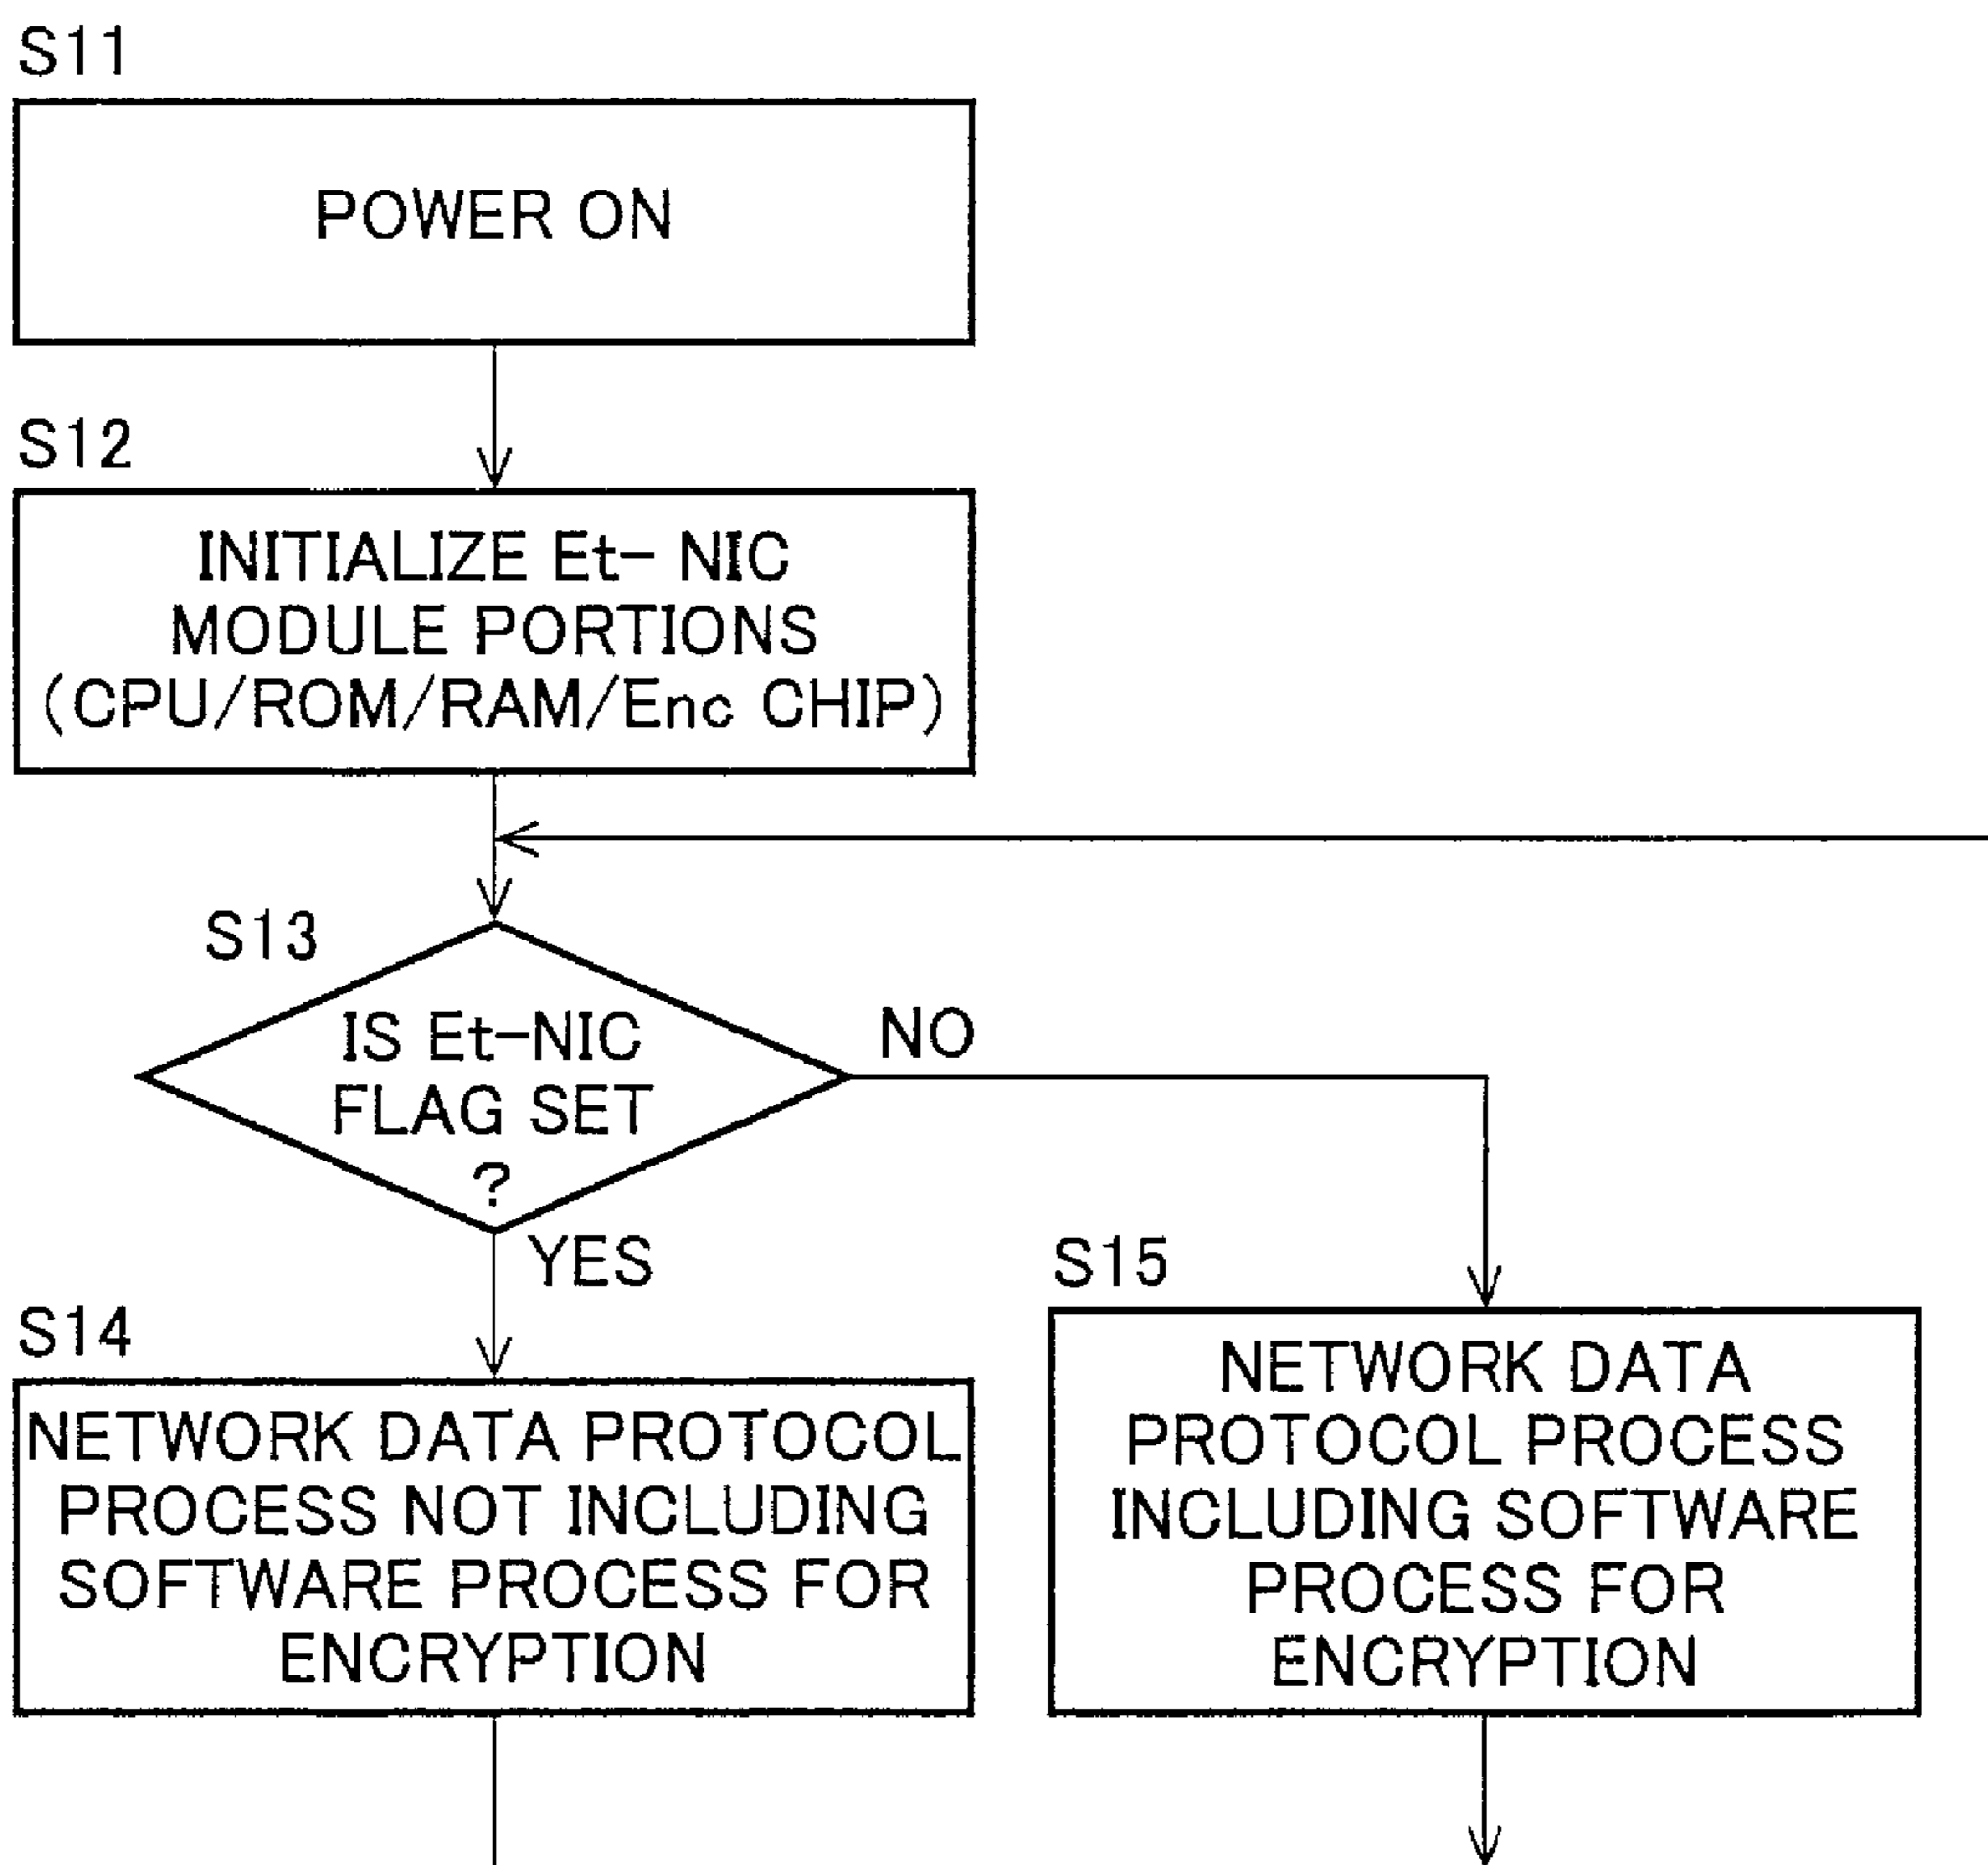 S11
POWER ON
S12
INITIALIZE Et- NIC
MODULE PORTIONS
(CPU/ROM/RAM/Enc CHIP)
S13
IS Et-NIC
FLAG SET
?
NO
YES
S14
NETWORK DATA PROTOCOL
PROCESS NOT INCLUDING
SOFTWARE PROCESS FOR
ENCRYPTION
S15
NETWORK DATA
PROTOCOL PROCESS
INCLUDING SOFTWARE
PROCESS FOR
ENCRYPTION